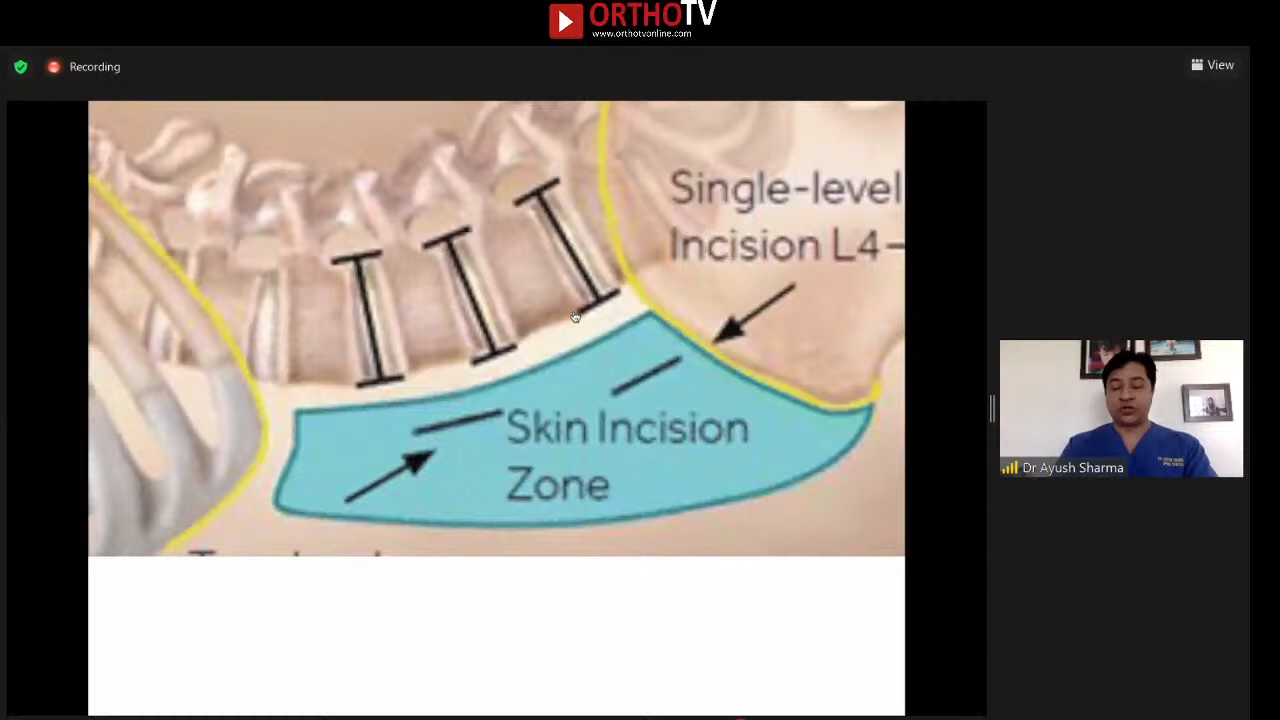 ORTHOTV
www.orthotvonline.com
Recording
View
Single-level
Incision L4-
Skin Incision
Zone
Dr Ayush Sharma